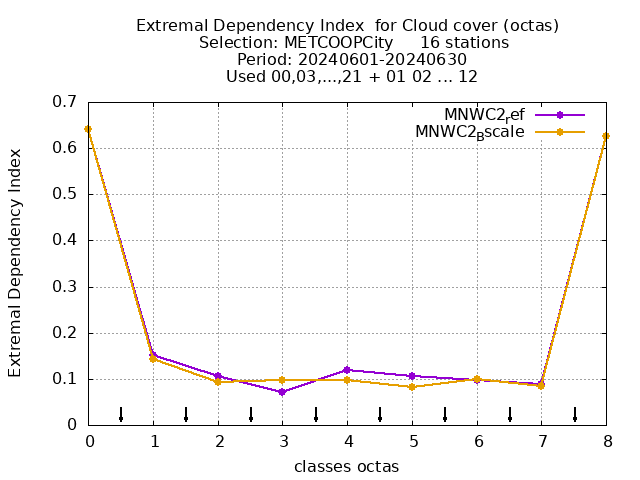 Extremal Dependency Index  for Cloud cover (octas)
Selection: METCOOPCity     16 stations
Period: 20240601-20240630
Used 00,03,...,21 + 01 02 ... 12
MNWC2ref
MNWC2Bscale
0.7
0.6
0.5
0.4
0.3
0.2
0.1
0
Extremal Dependency Index
0 1 2 3 4 5 6 7 8
classes octas